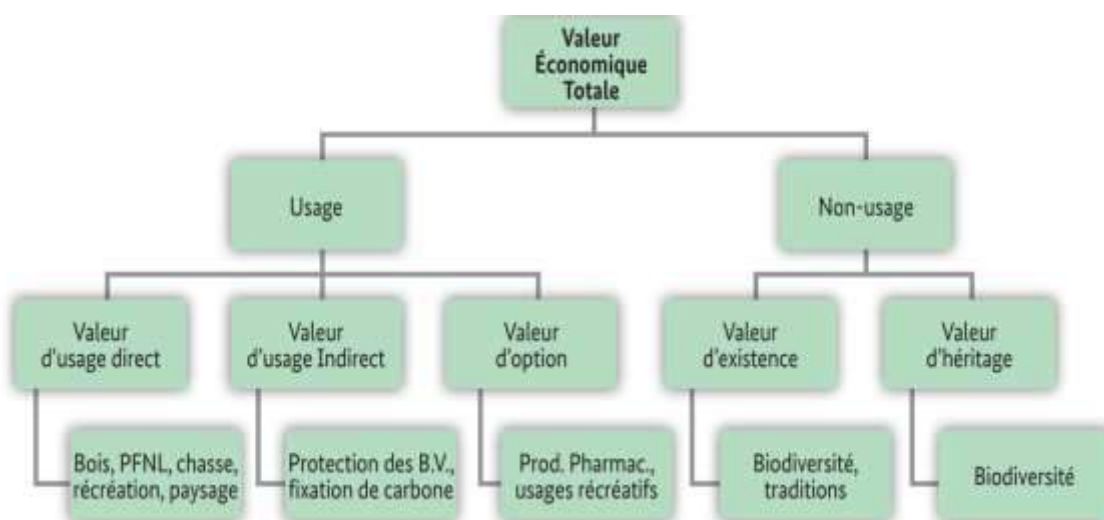 Valeur
Économique
Totale
Usage
Non-usage
Valeur
d'usage direct
Valeur
d'usage Indirect
Valeur
d'option
Valeur
d'existence
Valeur
d'héritage
Bois, PFNL, chasse,
récréation, paysage
Protection des B.V.,
fixation de carbone
Prod. Pharmac.,
usages récréatifs
Biodiversité,
traditions
Biodiversité